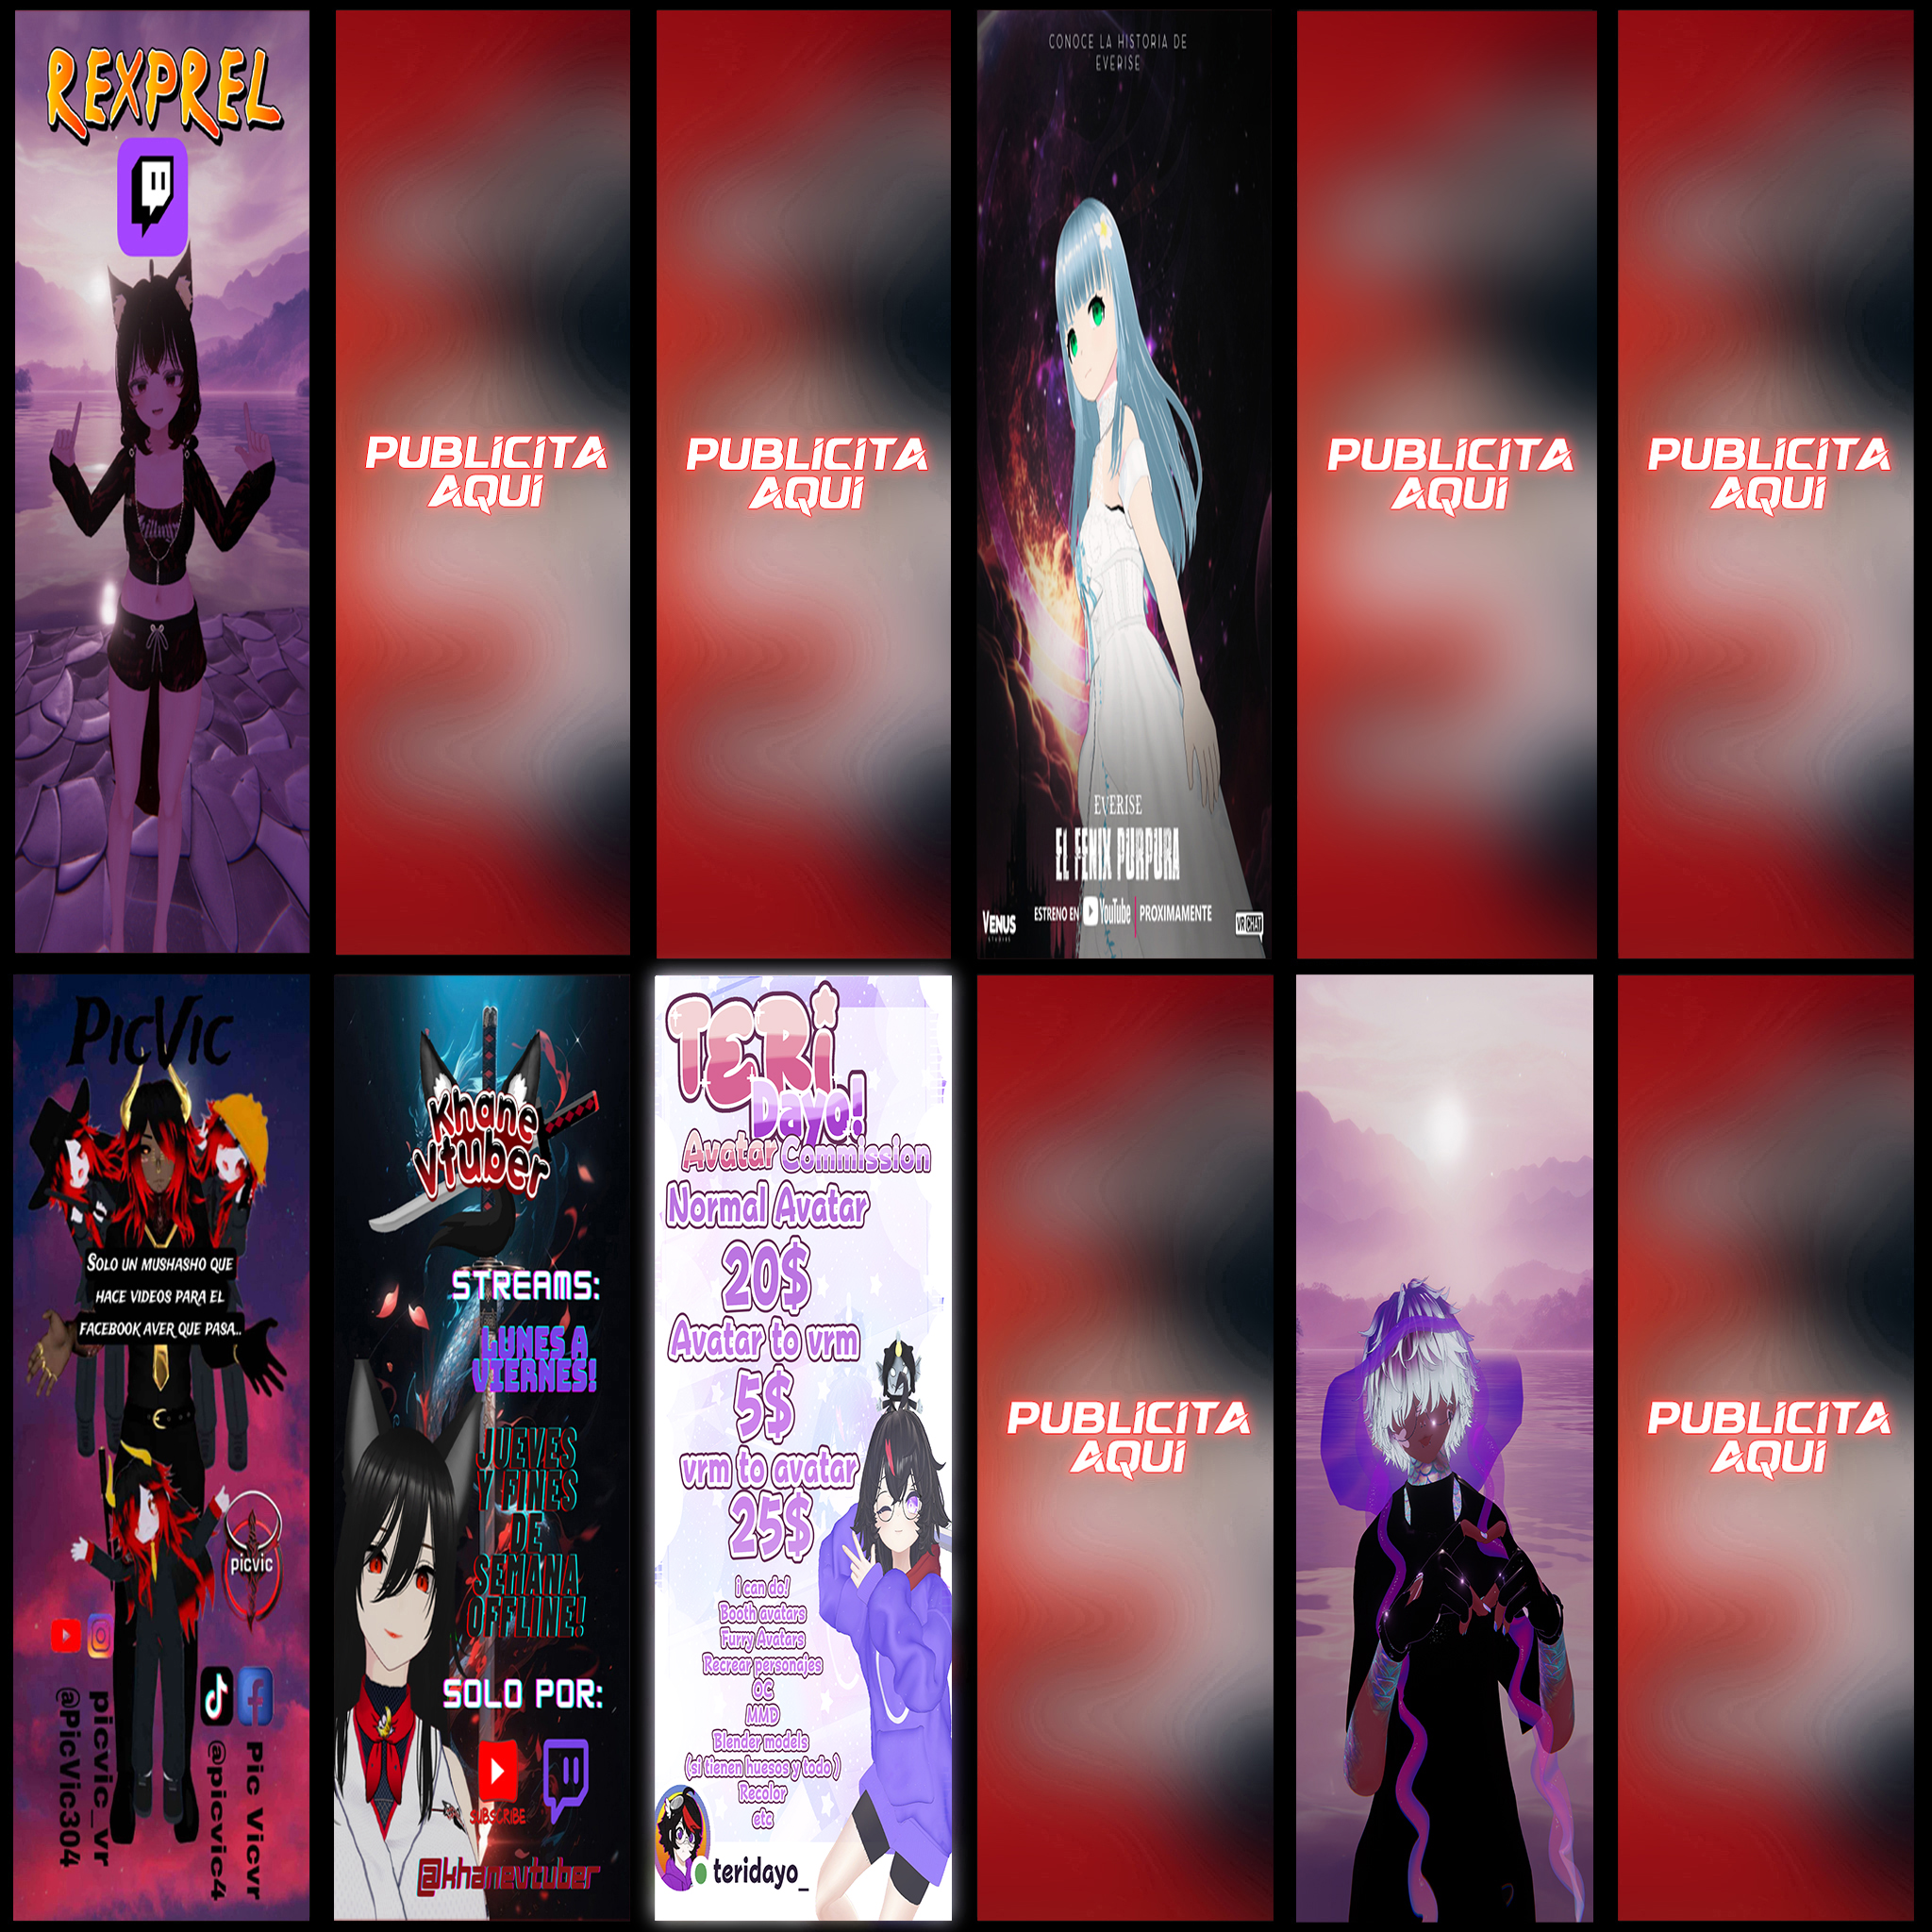 REXPREL
PUBLICITA
AQUI
PUBLICITA
AQUI
CONOCE LA HISTORIA DE
EVERISE
EVERISE
EL FENIX PURPURA
VENUS
STUDIOS
ESTRENO EN YouTube | PROXIMAMENTE
VRCHAT
PUBLICITA
AQUI
PUBLICITA
AQUI
PICVIC
SOLO UN MUSHASHO QUE
HACE VIDEOS PARA EL
FACEBOOK AVER QUE PASA...
picvic
@PicVic304
picvic_vr
@picvic4
Pic Vicvr
Khane
Vtuber
STREAMS:
LUNES A
VIERNES!
JUEVES
Y FINES
DE
SEMANA
OFFLINE!
SOLO POR:
SUBSCRIBE
@khanevtuber
TERi
Dayo!
Avatar Commission
Normal Avatar
20$
Avatar to vrm
5$
vrm to avatar
25$
i can do!
Booth avatars
Furry Avatars
Recrear personajes
OC
MMD
Blender models
(si tienen huesos y todo )
Recolor
etc
teridayo_
PUBLICITA
AQUI
PUBLICITA
AQUI